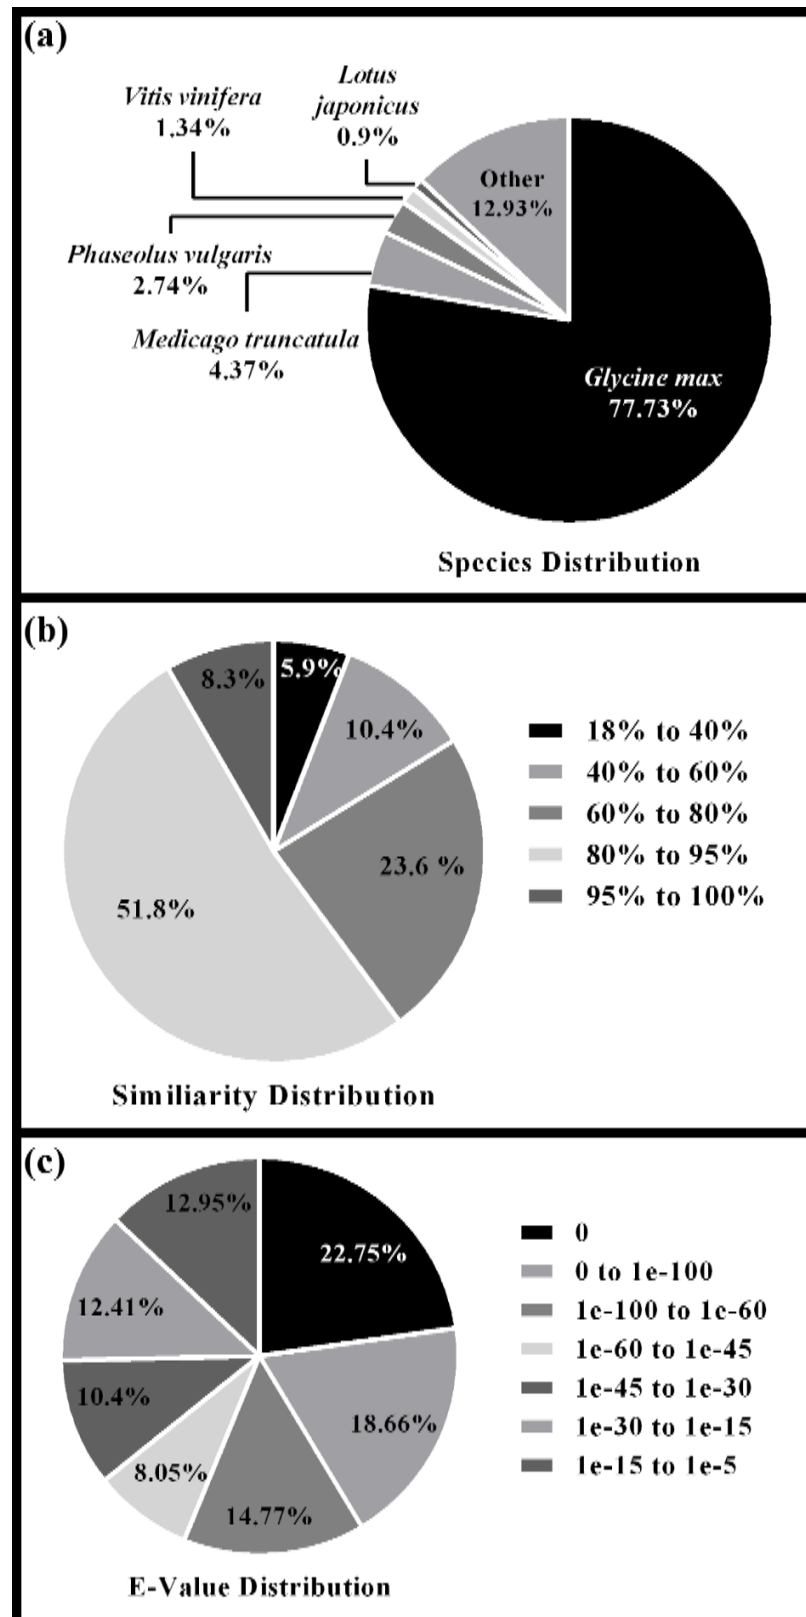 (a)
Vitis vinifera
1.34%
Lotus
japonicus
0.9%
Other
12.93%
Phaseolus vulgaris
2.74%
Medicago truncatula
4.37%
Glycine max
77.73%
Species Distribution
(b)
8.3%
5.9%
10.4%
23.6 %
51.8%
18% to 40%
40% to 60%
60% to 80%
80% to 95%
95% to 100%
Similiarity Distribution
(c)
12.95%
22.75%
12.41%
18.66%
10.4%
8.05%
14.77%
0
0 to 1e-100
1e-100 to 1e-60
1e-60 to 1e-45
1e-45 to 1e-30
1e-30 to 1e-15
1e-15 to 1e-5
E-Value Distribution